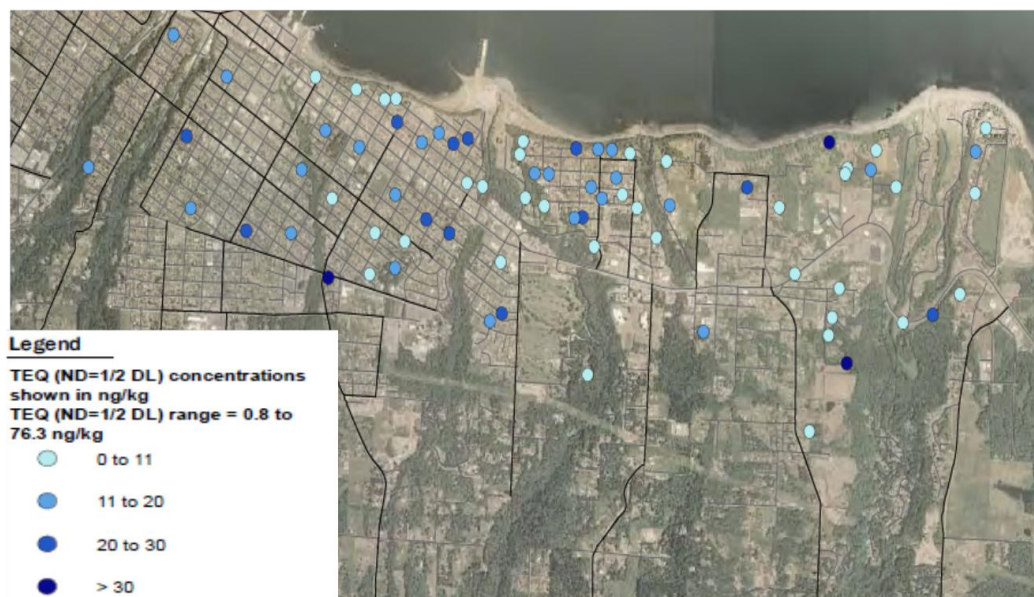 Legend
TEQ (ND=1/2 DL) concentrations
shown in ng/kg
TEQ (ND=1/2 DL) range = 0.8 to
76.3 ng/kg
0 to 11
11 to 20
20 to 30
> 30